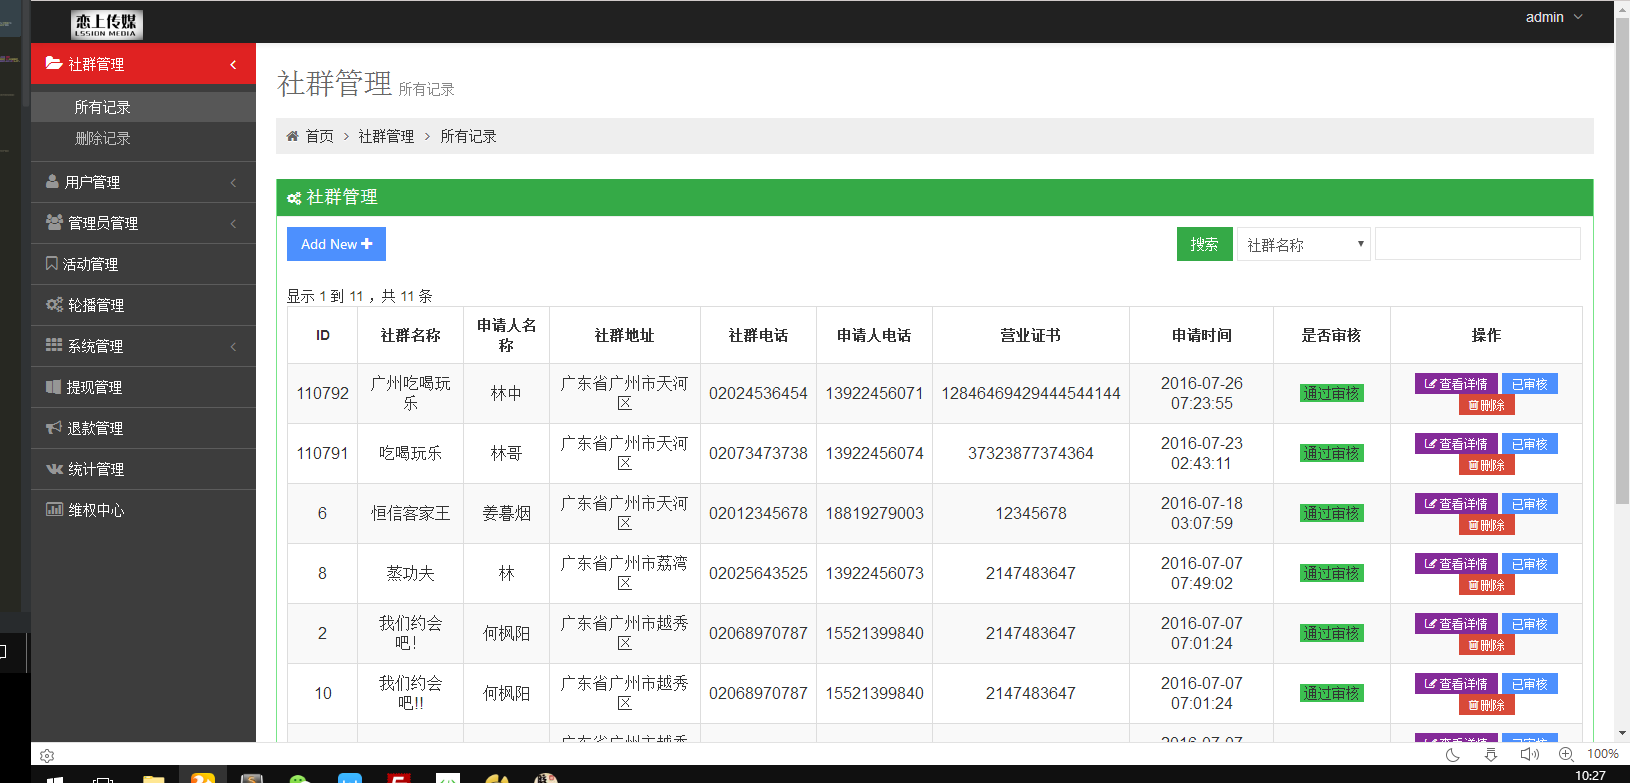 恋上传媒
LSSION MEDIA
admin
社群管理
所有记录
删除记录
用户管理
管理员管理
活动管理
轮播管理
系统管理
提现管理
退款管理
统计管理
维权中心
社群管理 所有记录
首页 > 社群管理 > 所有记录
社群管理
Add New
搜索 社群名称
显示 1 到 11 ，共 11 条
ID 社群名称 申请人名称 社群地址 社群电话 申请人电话 营业证书 申请时间 是否审核 操作
110792 广州吃喝玩乐 林中 广东省广州市天河区 02024536454 13922456071 12846469429444544144 2016-07-26 07:23:55 通过审核 查看详情 已审核 删除
110791 吃喝玩乐 林哥 广东省广州市天河区 02073473738 13922456074 37323877374364 2016-07-23 02:43:11 通过审核 查看详情 已审核 删除
6 恒信客家王 姜暮烟 广东省广州市天河区 02012345678 18819279003 12345678 2016-07-18 03:07:59 通过审核 查看详情 已审核 删除
8 蒸功夫 林 广东省广州市荔湾区 02025643525 13922456073 2147483647 2016-07-07 07:49:02 通过审核 查看详情 已审核 删除
2 我们约会吧！ 何枫阳 广东省广州市越秀区 02068970787 15521399840 2147483647 2016-07-07 07:01:24 通过审核 查看详情 已审核 删除
10 我们约会吧!! 何枫阳 广东省广州市越秀区 02068970787 15521399840 2147483647 2016-07-07 07:01:24 通过审核 查看详情 已审核 删除
100%
10:27